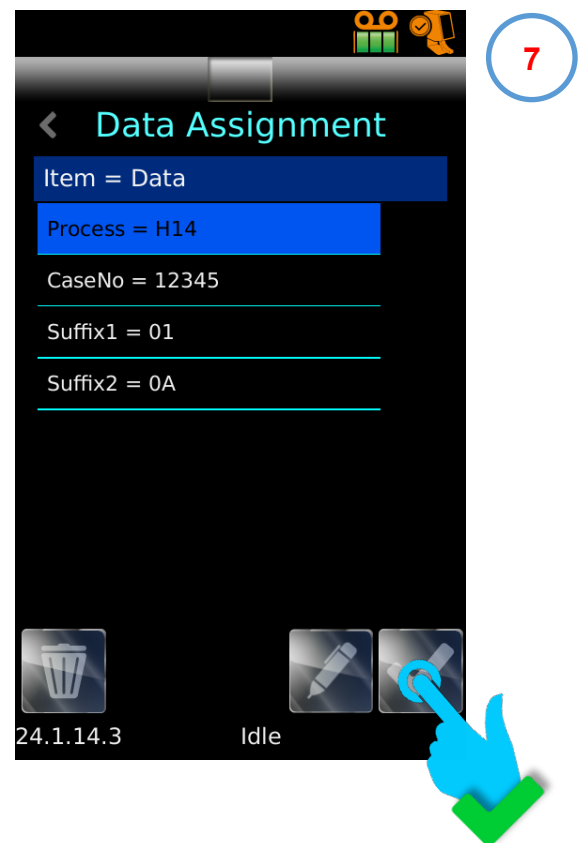 7
Data Assignment
Item = Data
Process = H14
CaseNo = 12345
Suffix1 = 01
Suffix2 = 0A
24.1.14.3 Idle